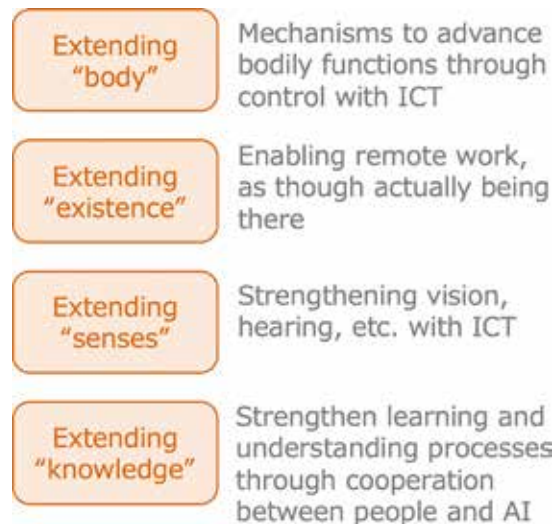 Extending
“body”
Mechanisms to advance
bodily functions through
control with ICT
Extending
“existence”
Enabling remote work,
as though actually being
there
Extending
“senses”
Strengthening vision,
hearing, etc. with ICT
Extending
“knowledge”
Strengthen learning and
understanding processes
through cooperation
between people and AI